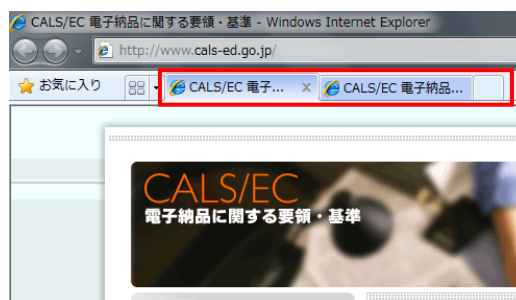 CALS/EC 電子納品に関する要領・基準 - Windows Internet Explorer
http://www.cals-ed.go.jp/
お気に入り
CALS/EC 電子... x
CALS/EC 電子納品...
CALS/EC
電子納品に関する要領・基準